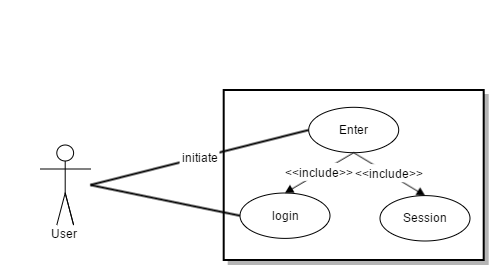 Enter
initiate
<<include>> <<include>>
login
Session
User